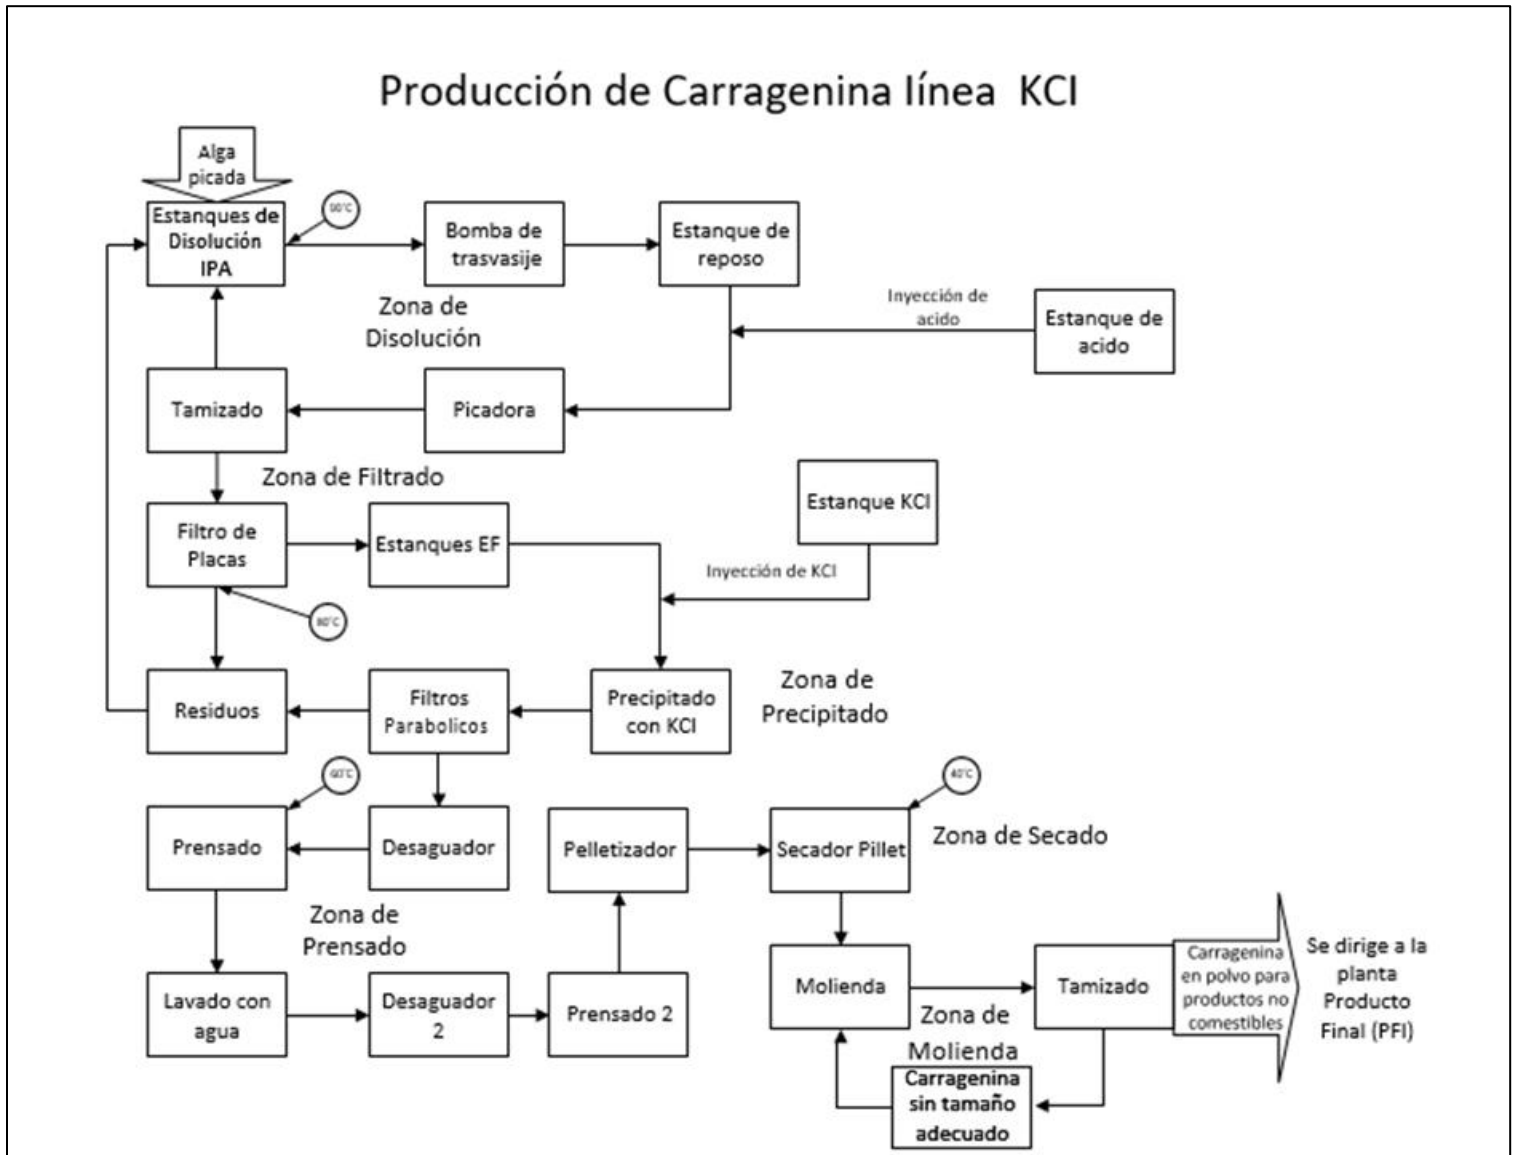 Producción de Carragenina línea KCl
Alga
picada
Estanques de
Disolución
IPA
90°C
Bomba de
trasvasije
Estanque de
reposo
Zona de
Disolución
Inyección de
acido
Estanque de
acido
Tamizado
Picadora
Zona de Filtrado
Filtro de
Placas
Estanques EF
Estanque KCl
Inyección de KCl
80°C
Residuos
Filtros
Parabolicos
Precipitado
con KCl
Zona de
Precipitado
60°C
Prensado
Desaguador
Pelletizador
40°C
Secador Pillet
Zona de Secado
Zona de
Prensado
Lavado con
agua
Desaguador
2
Prensado 2
Molienda
Zona de
Molienda
Tamizado
Carragenina
en polvo para
productos no
comestibles
Se dirige a la
planta
Producto
Final (PFI)
Carragenina
sin tamaño
adecuado